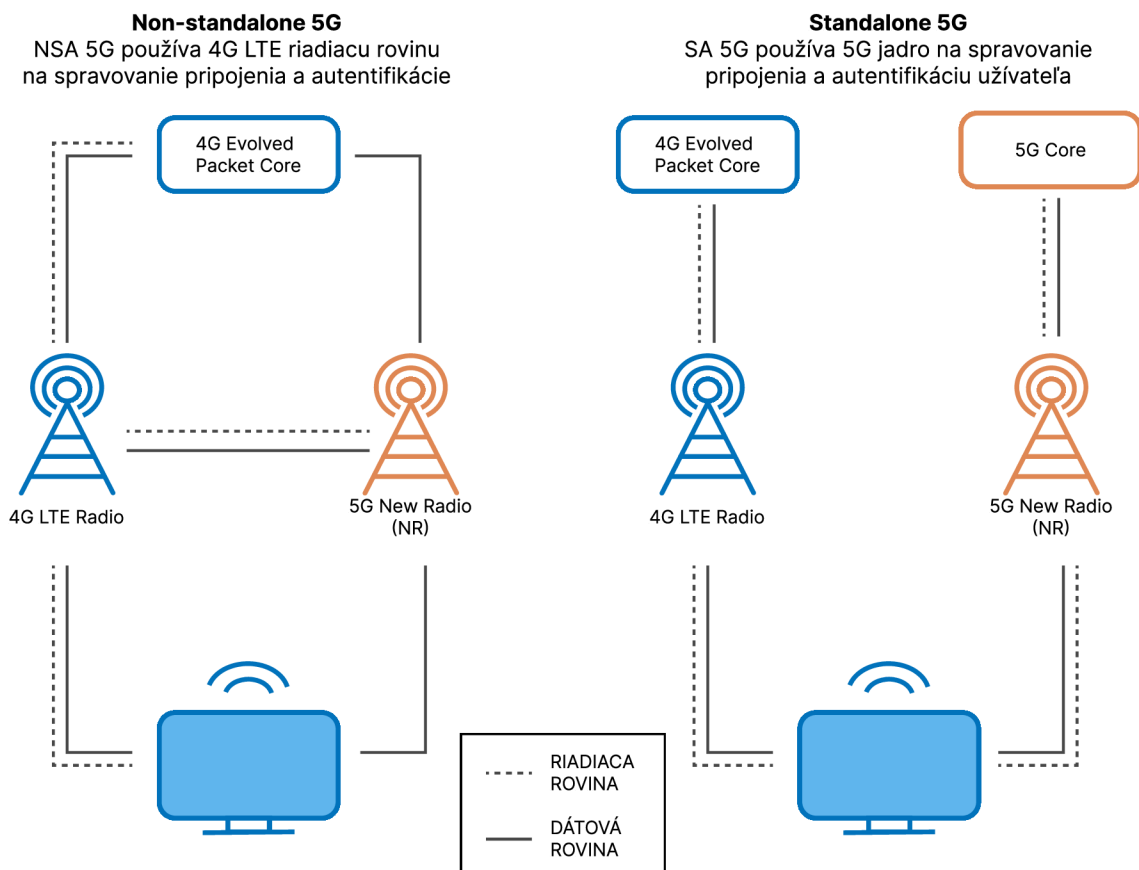 Non-standalone 5G
NSA 5G používa 4G LTE riadiacu rovinu
na spravovanie pripojenia a autentifikácie
4G Evolved
Packet Core
4G LTE Radio
5G New Radio
(NR)
Standalone 5G
SA 5G používa 5G jadro na spravovanie
pripojenia a autentifikáciu užívateľa
4G Evolved
Packet Core
5G Core
4G LTE Radio
5G New Radio
(NR)
RIADIACA
ROVINA
DÁTOVÁ
ROVINA